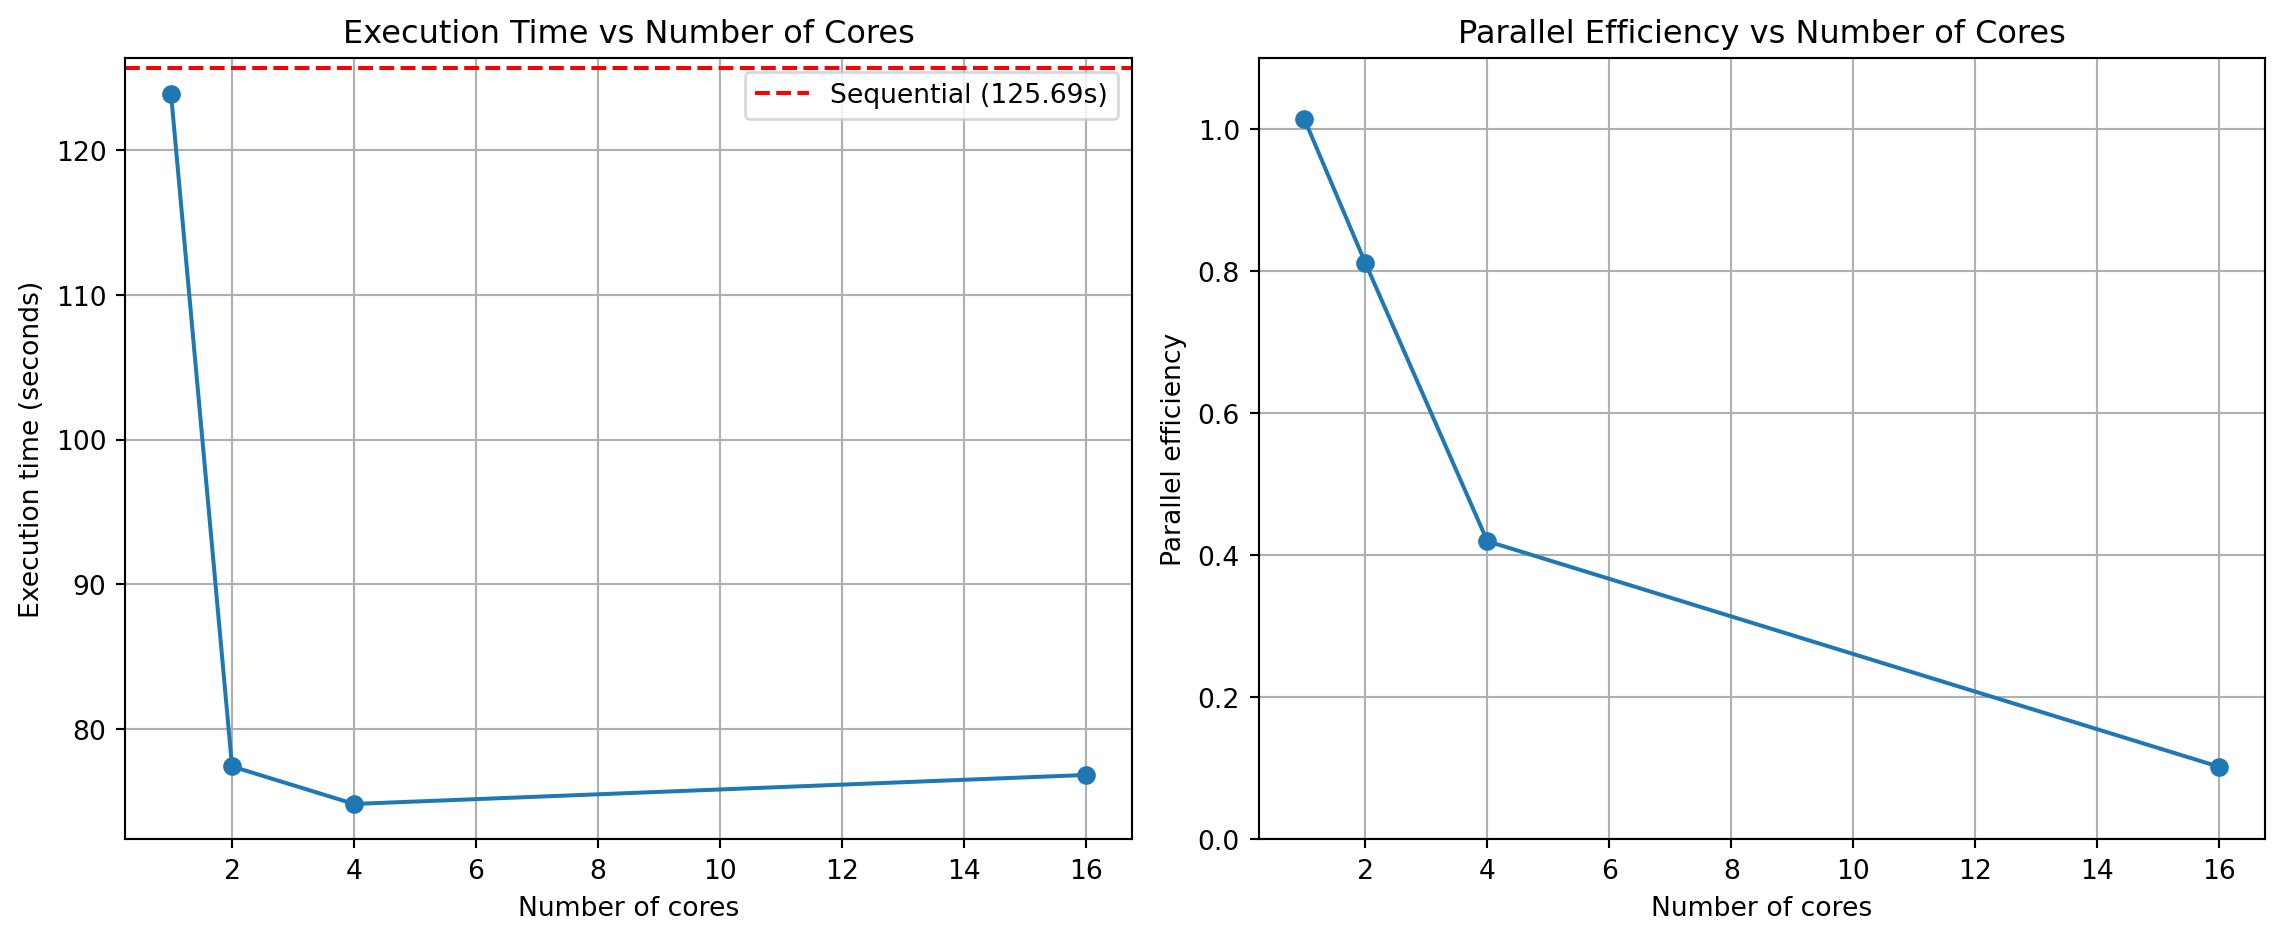 Execution Time vs Number of Cores
Sequential (125.69s)
Execution time (seconds)
120
110
100
90
80
2 4 6 8 10 12 14 16
Number of cores
Parallel Efficiency vs Number of Cores
Parallel efficiency
1.0
0.8
0.6
0.4
0.2
0.0
2 4 6 8 10 12 14 16
Number of cores